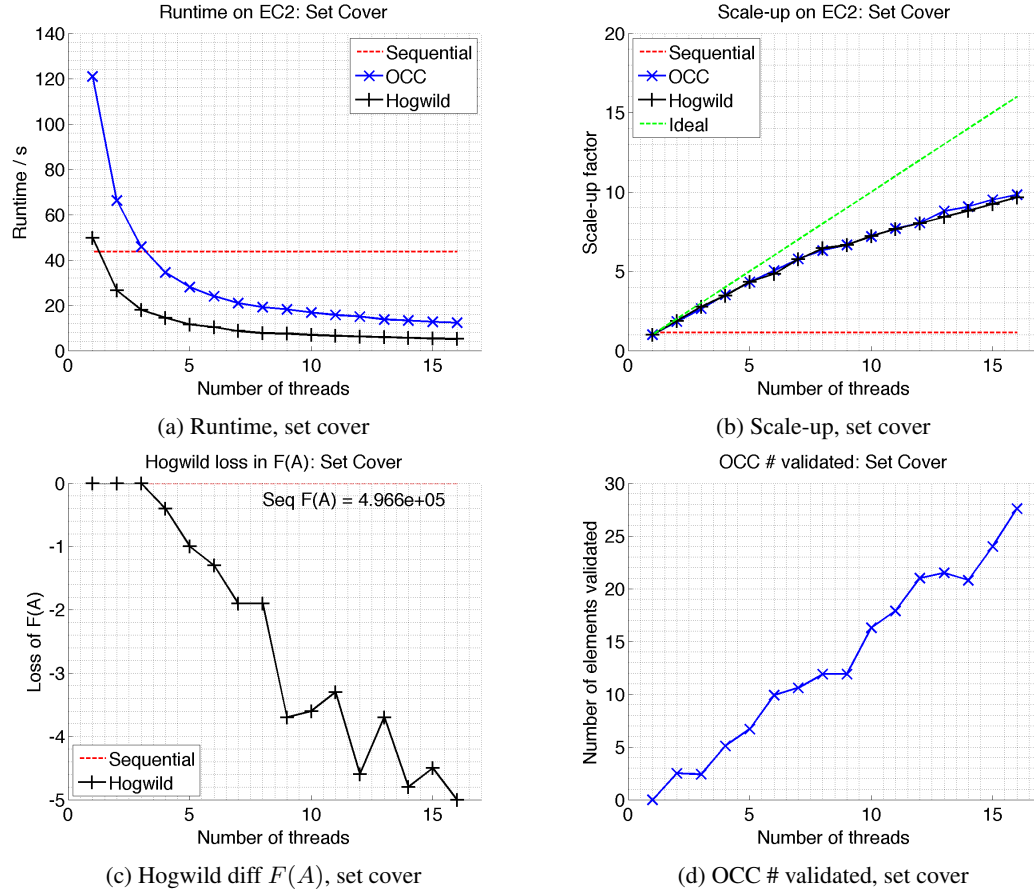 Runtime on EC2: Set Cover
140
120
100
80
60
40
20
0
Runtime / s
Sequential
OCC
Hogwild
0
5
10
15
Number of threads
(a) Runtime, set cover
Scale-up on EC2: Set Cover
20
15
10
5
0
Scale-up factor
Sequential
OCC
Hogwild
Ideal
0
5
10
15
Number of threads
(b) Scale-up, set cover
Hogwild loss in F(A): Set Cover
0
-1
-2
-3
-4
-5
Loss of F(A)
Seq F(A) = 4.966e+05
Sequential
Hogwild
0
5
10
15
Number of threads
(c) Hogwild diff F(A), set cover
OCC # validated: Set Cover
30
25
20
15
10
5
0
Number of elements validated
0
5
10
15
Number of threads
(d) OCC # validated, set cover